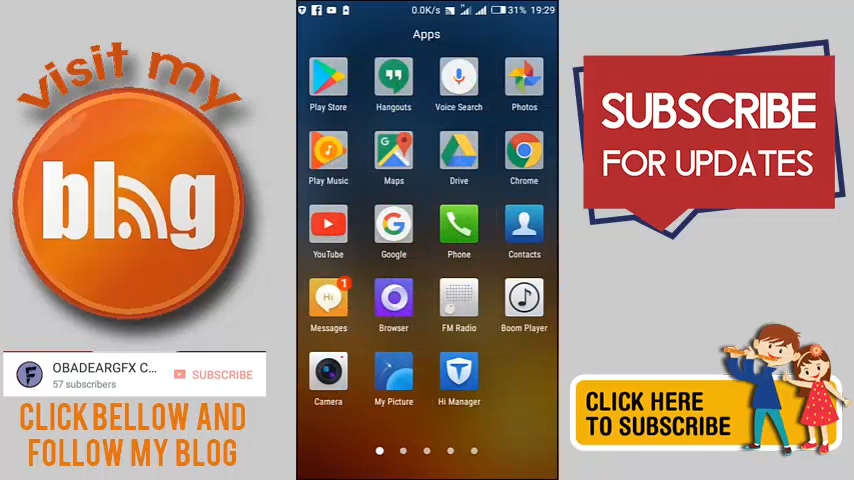 visit my
blog
OBADEARGFX C...
57 subscribers
SUBSCRIBE
CLICK BELLOW AND
FOLLOW MY BLOG
0.0K/s 31% 19:29
Apps
Play Store Hangouts Voice Search Photos
Play Music Maps Drive Chrome
YouTube Google Phone Contacts
Hi 1
Messages Browser FM Radio Boom Player
Camera My Picture Hi Manager
SUBSCRIBE
FOR UPDATES
CLICK HERE
TO SUBSCRIBE